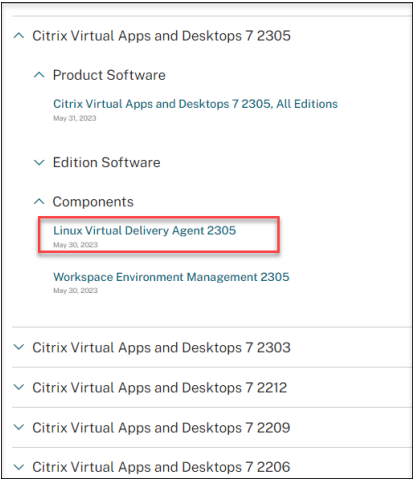 Citrix Virtual Apps and Desktops 7 2305
Product Software
Citrix Virtual Apps and Desktops 7 2305, All Editions
May 31, 2023
Edition Software
Components
Linux Virtual Delivery Agent 2305
May 30, 2023
Workspace Environment Management 2305
May 30, 2023
Citrix Virtual Apps and Desktops 7 2303
Citrix Virtual Apps and Desktops 7 2212
Citrix Virtual Apps and Desktops 7 2209
Citrix Virtual Apps and Desktops 7 2206